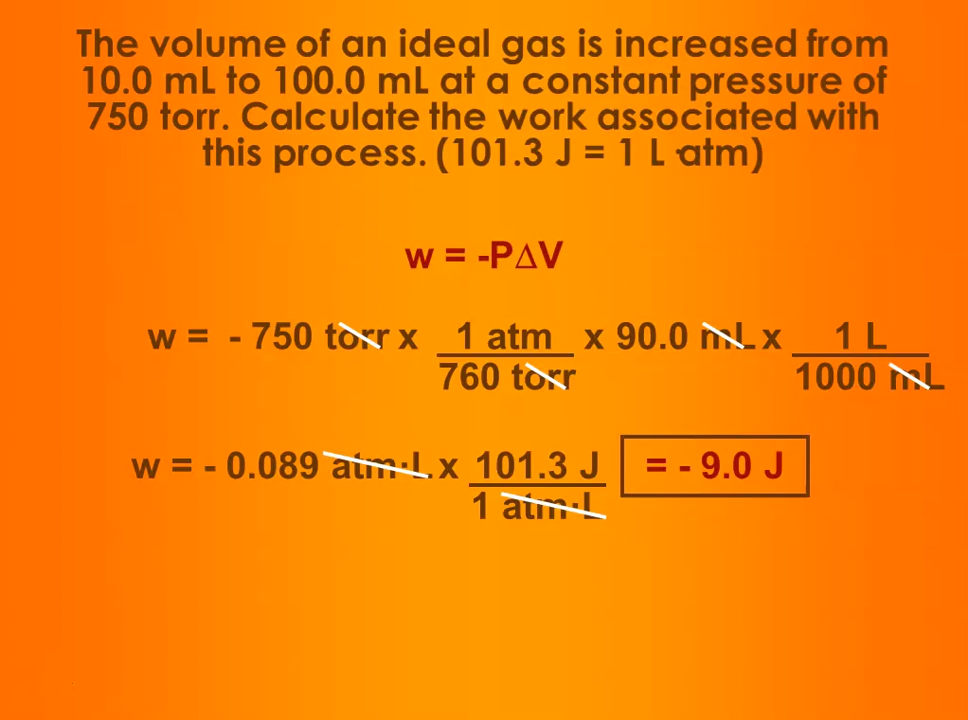 The volume of an ideal gas is increased from
10.0 mL to 100.0 mL at a constant pressure of
750 torr. Calculate the work associated with
this process. (101.3 J = 1 L·atm)
w = -PΔV
w = - 750 torr x 1 atm / 760 torr x 90.0 mL x 1 L / 1000 mL
w = - 0.089 atm·L x 101.3 J / 1 atm·L = - 9.0 J